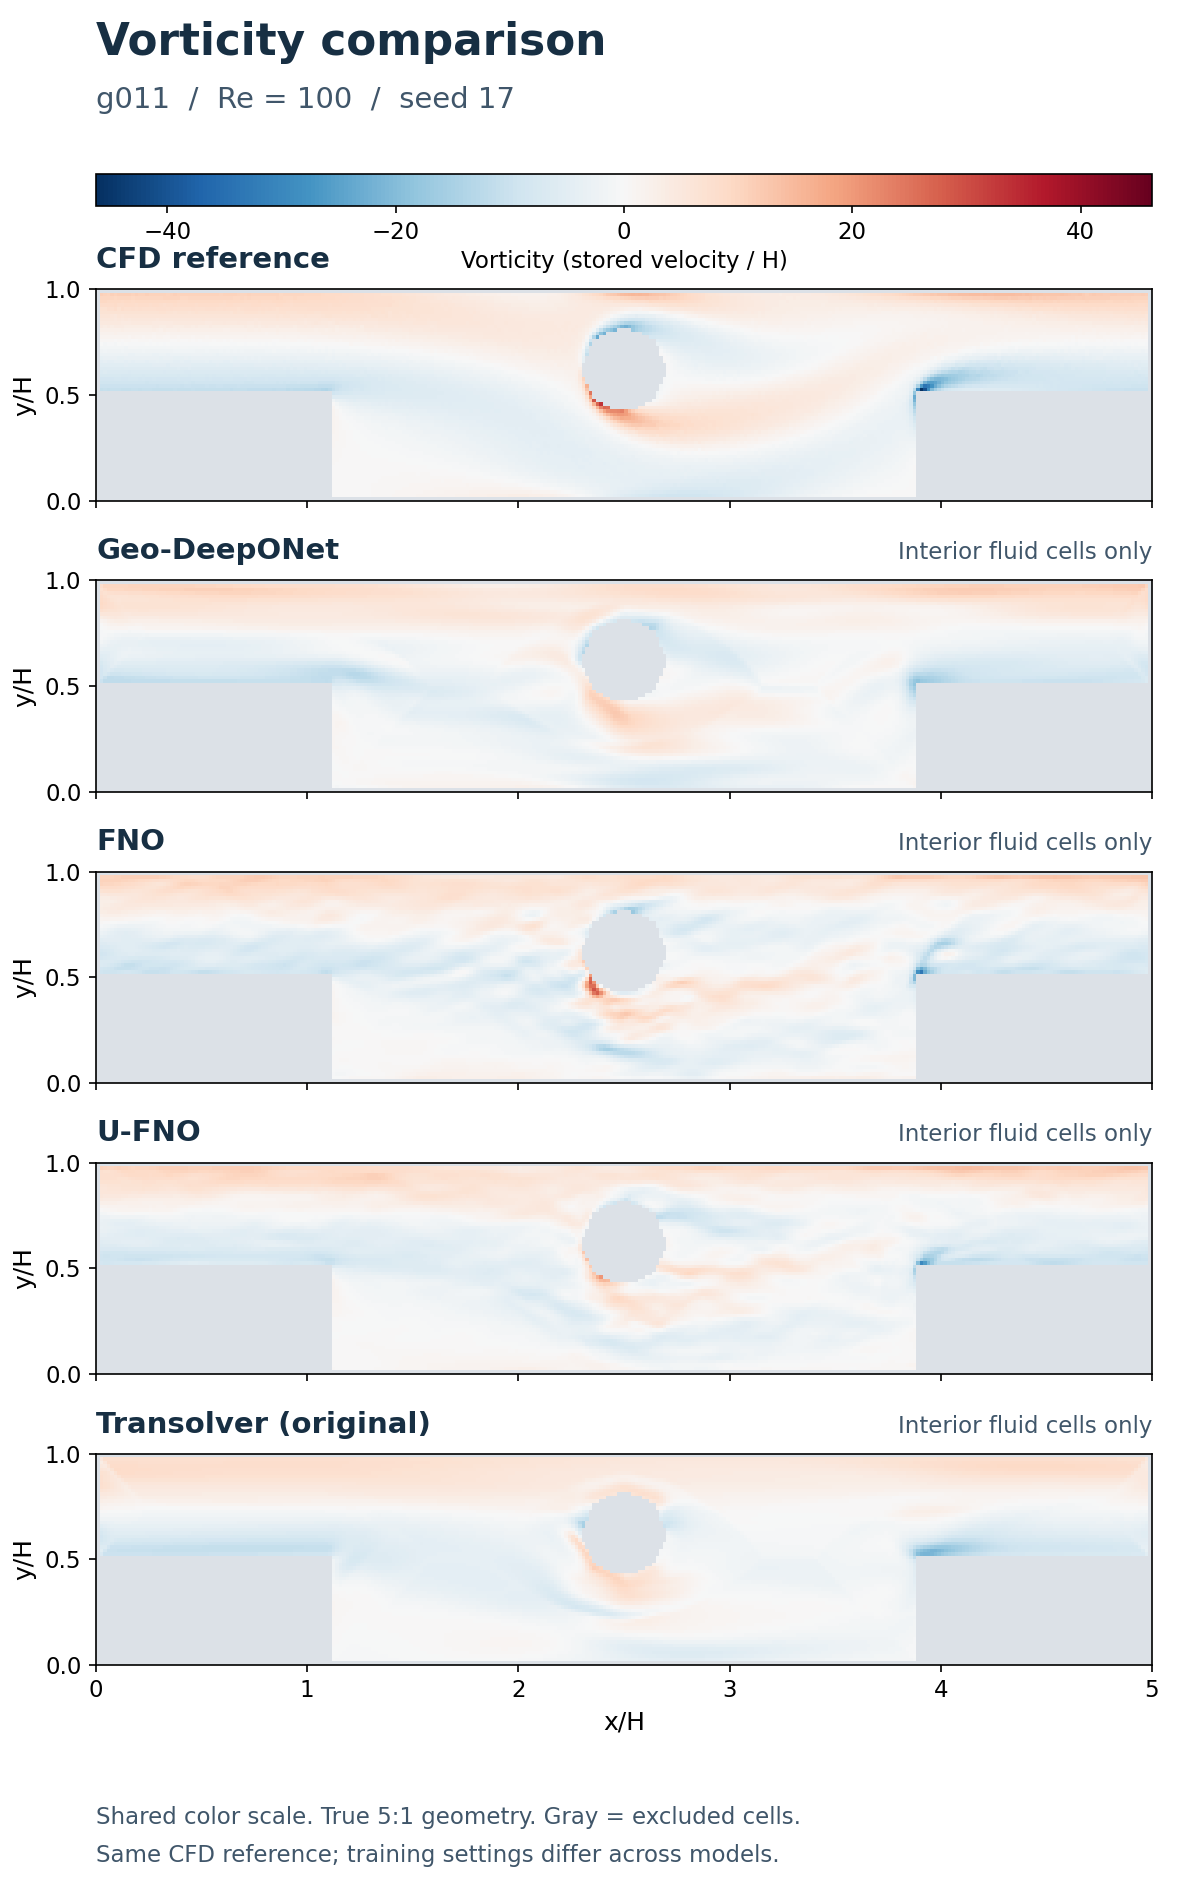 Vorticity comparison
g011 / Re = 100 / seed 17
−40 −20 0 20 40
Vorticity (stored velocity / H)
CFD reference
1.0
0.5
0.0
y/H
Geo-DeepONet Interior fluid cells only
1.0
0.5
0.0
y/H
FNO Interior fluid cells only
1.0
0.5
0.0
y/H
U-FNO Interior fluid cells only
1.0
0.5
0.0
y/H
Transolver (original) Interior fluid cells only
1.0
0.5
0.0
y/H
0 1 2 3 4 5
x/H
Shared color scale. True 5:1 geometry. Gray = excluded cells.
Same CFD reference; training settings differ across models.